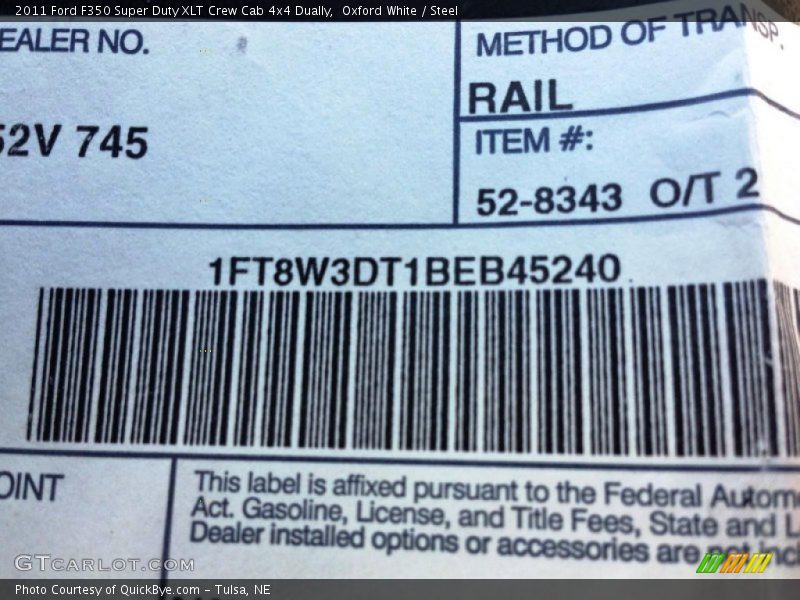 2011 Ford F350 Super Duty XLT Crew Cab 4x4 Dually, Oxford White / Steel
EALER NO.
METHOD OF TRANSP.
RAIL
52V 745
ITEM #:
52-8343 O/T 2
1FT8W3DT1BEB45240
OINT
This label is affixed pursuant to the Federal Autom
Act. Gasoline, License, and Title Fees, State and L
Dealer installed options or accessories are not incl
GTCARLOT.COM
Photo Courtesy of QuickBye.com – Tulsa, NE